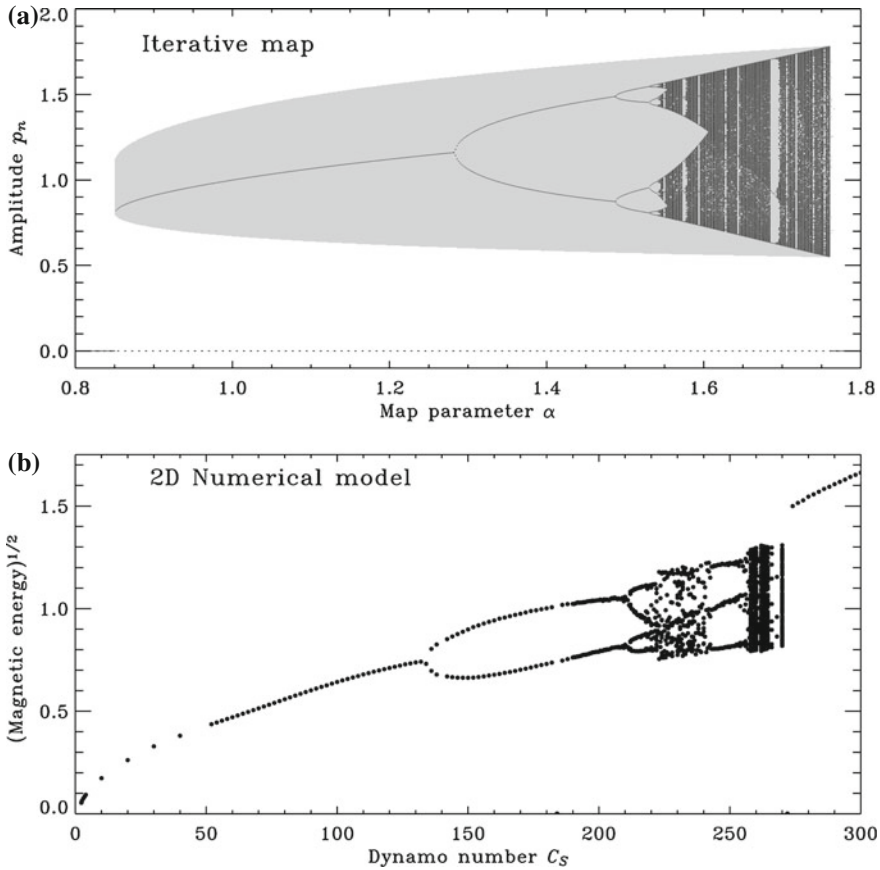 (a)
2.0
Iterative map
1.5
Amplitude pₙ
1.0
0.5
0.0
0.8 1.0 1.2 1.4 1.6 1.8
Map parameter α
(b)
2D Numerical model
1.5
(Magnetic energy)^{1/2}
1.0
0.5
0.0
0 50 100 150 200 250 300
Dynamo number C_S